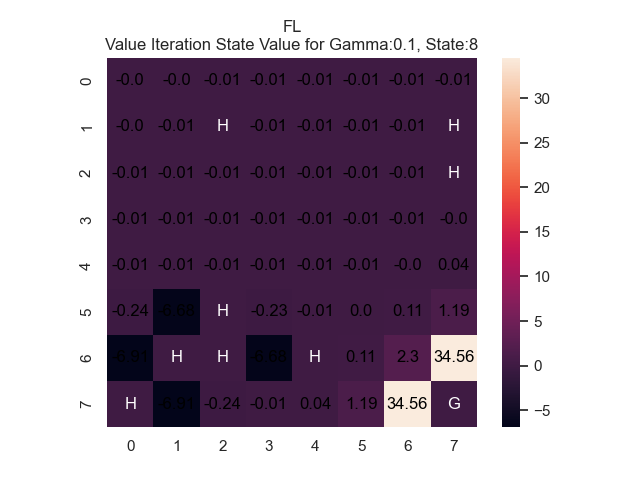 FL
Value Iteration State Value for Gamma:0.1, State:8
0 -0.0 -0.0 -0.01 -0.01 -0.01 -0.01 -0.01 -0.01
1 -0.0 -0.01 H -0.01 -0.01 -0.01 -0.01 H
2 -0.01 -0.01 -0.01 -0.01 -0.01 -0.01 -0.01 H
3 -0.01 -0.01 -0.01 -0.01 -0.01 -0.01 -0.01 -0.0
4 -0.01 -0.01 -0.01 -0.01 -0.01 -0.01 -0.0 0.04
5 -0.24 H -0.23 -0.01 0.0 0.11 1.19
6 -6.91 H H H 0.11 2.3 34.56
7 H -6.91 -0.24 -0.01 0.04 1.19 34.56 G
0 1 2 3 4 5 6 7
30
25
20
15
10
5
0
−5